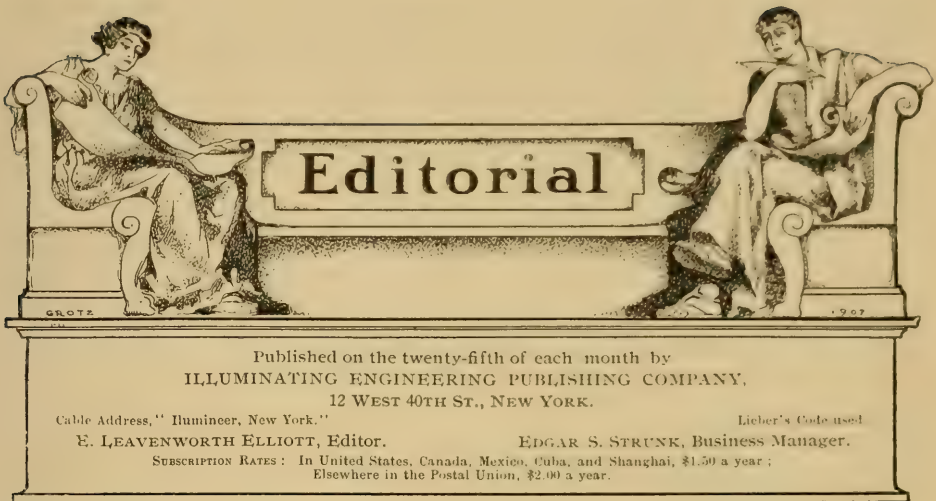 Editorial
GROTZ
1907
Published on the twenty-fifth of each month by
ILLUMINATING ENGINEERING PUBLISHING COMPANY,
12 WEST 40TH ST., NEW YORK.
Cable Address, "Illumineer, New York."
Lieber's Code used
E. LEAVENWORTH ELLIOTT, Editor.
EDGAR S. STRUNK, Business Manager.
SUBSCRIPTION RATES: In United States, Canada, Mexico, Cuba, and Shanghai, $1.50 a year;
Elsewhere in the Postal Union, $2.00 a year.